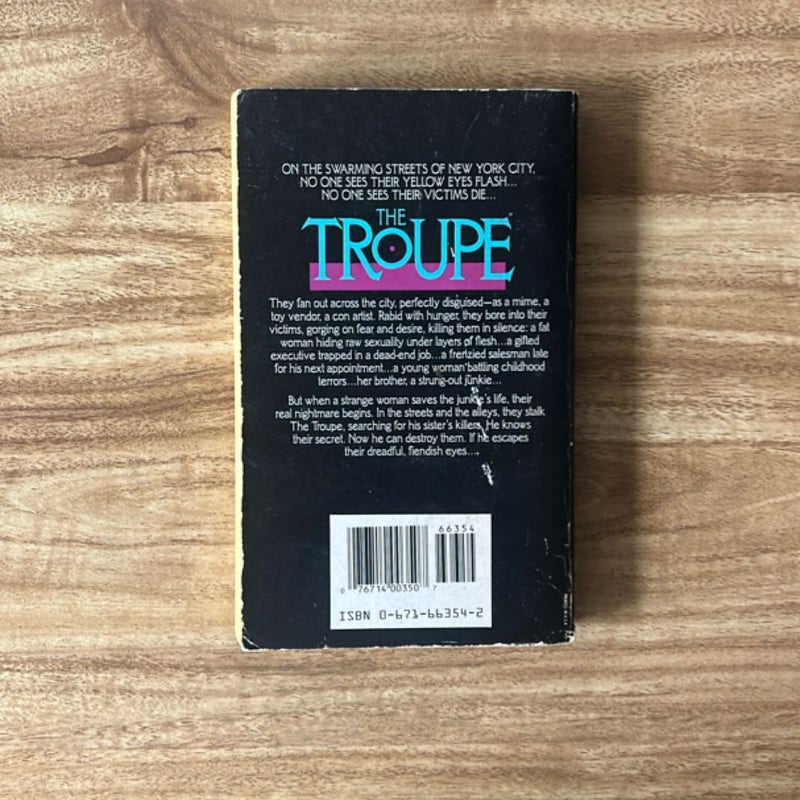 ON THE SWARMING STREETS OF NEW YORK CITY,
NO ONE SEES THEIR YELLOW EYES FLASH...
NO ONE SEES THEIR VICTIMS DIE...
THE
TROUPE
They fan out across the city, perfectly disguised—as a mime, a
toy vendor, a con artist. Rabid with hunger, they bore into their
victims, gorging on fear and desire, killing them in silence: a fat
woman hiding raw sexuality under layers of flesh...a gifted
executive trapped in a dead-end job...a frenzied salesman late
for his next appointment...a young woman battling childhood
terrors...her brother, a strung-out junkie...
But when a strange woman saves the junkie's life, their
real nightmare begins. In the streets and the alleys, they stalk
The Troupe, searching for his sister's killers. He knows
their secret. Now he can destroy them. If he escapes
their dreadful, fiendish eyes....
66354
0 76714 00350 7
ISBN 0-671-66354-2